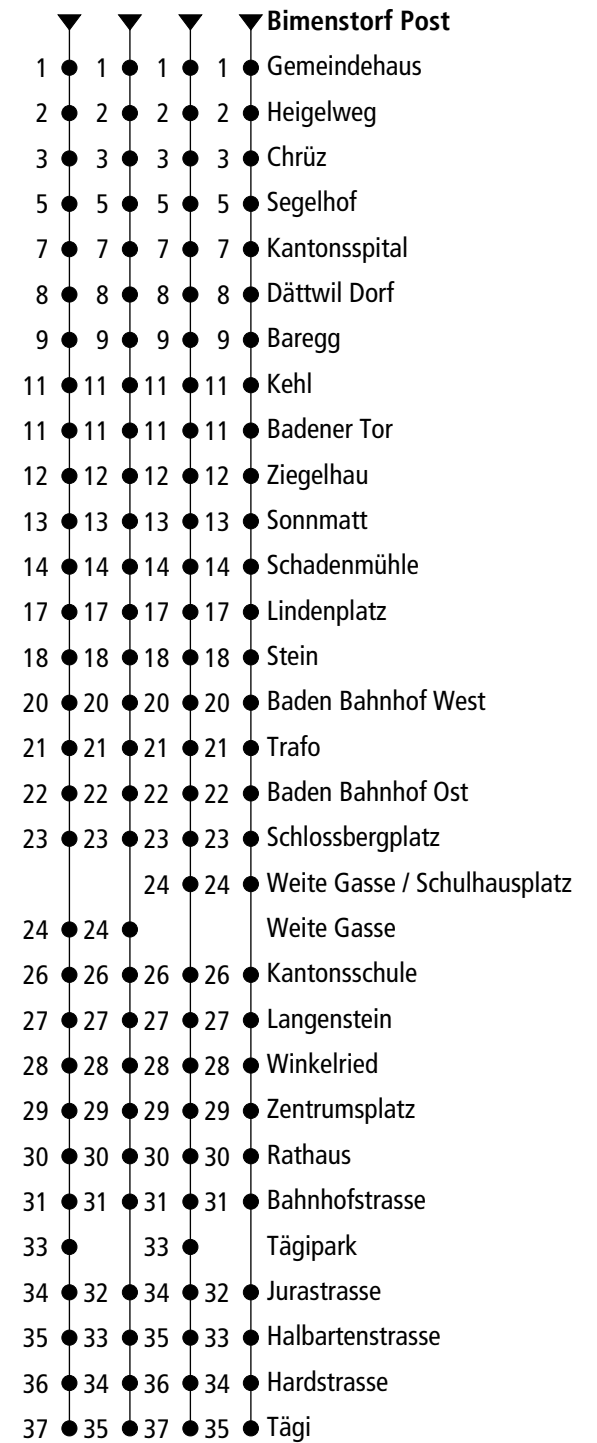 Bimenstorf Post
1 1 1 1 Gemeindehaus
2 2 2 2 Heigelweg
3 3 3 3 Chrüz
5 5 5 5 Segelhof
7 7 7 7 Kantonsspital
8 8 8 8 Dättwil Dorf
9 9 9 9 Baregg
11 11 11 11 Kehl
11 11 11 11 Badener Tor
12 12 12 12 Ziegelhau
13 13 13 13 Sonnmatt
14 14 14 14 Schadenmühle
17 17 17 17 Lindenplatz
18 18 18 18 Stein
20 20 20 20 Baden Bahnhof West
21 21 21 21 Trafo
22 22 22 22 Baden Bahnhof Ost
23 23 23 23 Schlossbergplatz
24 24 Weite Gasse / Schulhausplatz
24 24 Weite Gasse
26 26 26 26 Kantonsschule
27 27 27 27 Langenstein
28 28 28 28 Winkelried
29 29 29 29 Zentrumsplatz
30 30 30 30 Rathaus
31 31 31 31 Bahnhofstrasse
33 33 Tägipark
34 32 34 32 Jurastrasse
35 33 35 33 Halbartenstrasse
36 34 36 34 Hardstrasse
37 35 37 35 Tägi